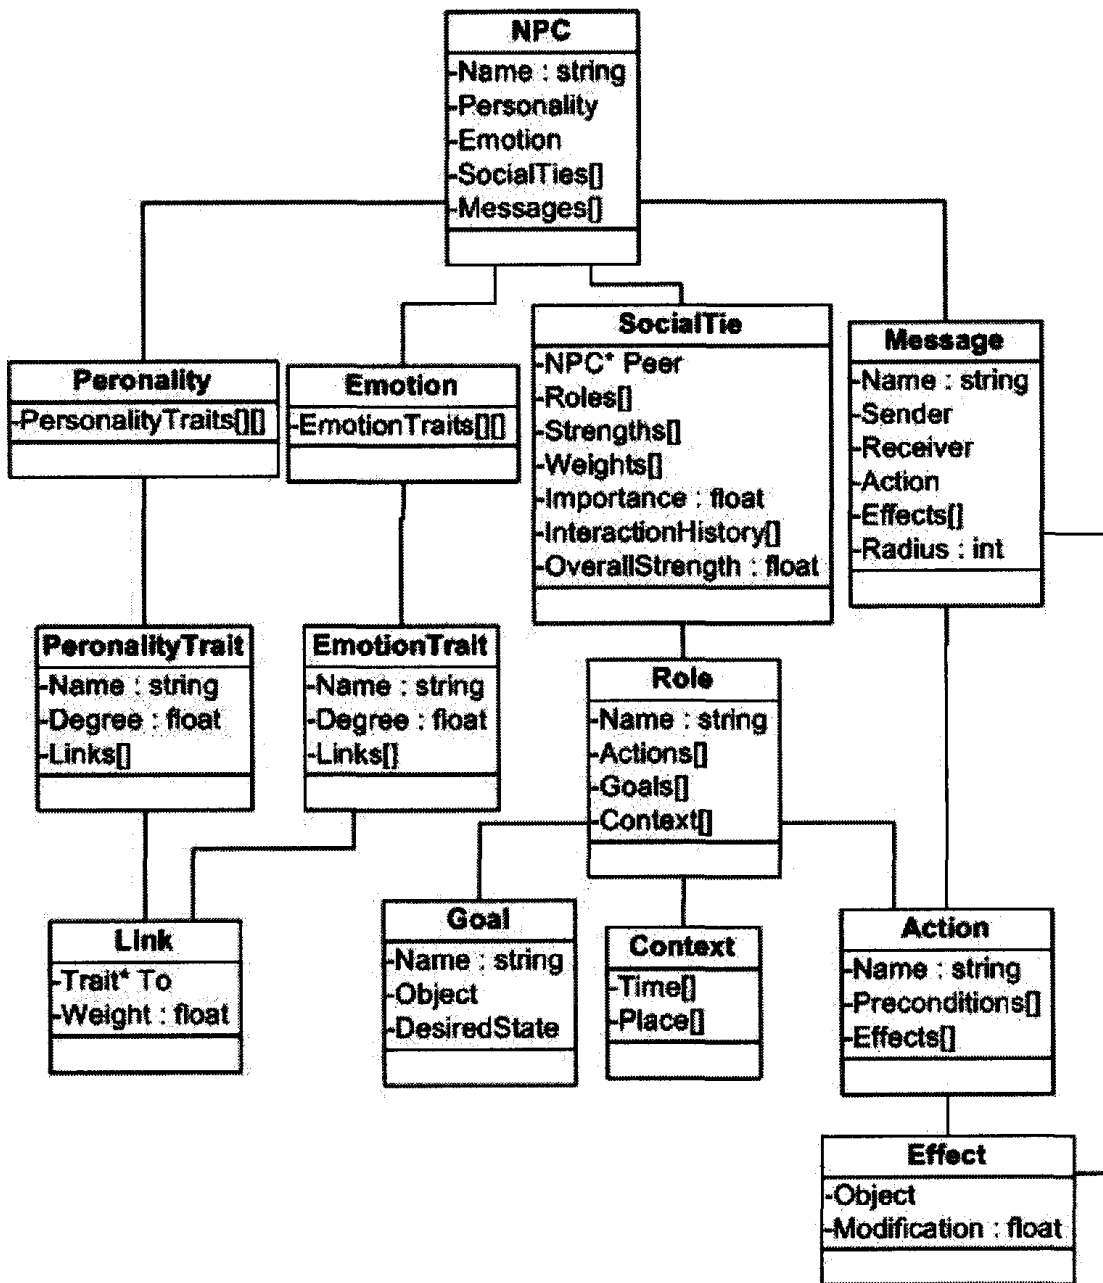 NPC
-Name : string
-Personality
-Emotion
-SocialTies[]
-Messages[]
Peronality
-PersonalityTraits[][]
Emotion
-EmotionTraits[][]
SocialTie
-NPC* Peer
-Roles[]
-Strengths[]
-Weights[]
-Importance : float
-InteractionHistory[]
-OverallStrength : float
Message
-Name : string
-Sender
-Receiver
-Action
-Effects[]
-Radius : int
PeronalityTrait
-Name : string
-Degree : float
-Links[]
EmotionTrait
-Name : string
-Degree : float
-Links[]
Role
-Name : string
-Actions[]
-Goals[]
-Context[]
Link
-Trait* To
-Weight : float
Goal
-Name : string
-Object
-DesiredState
Context
-Time[]
-Place[]
Action
-Name : string
-Preconditions[]
-Effects[]
Effect
-Object
-Modification : float